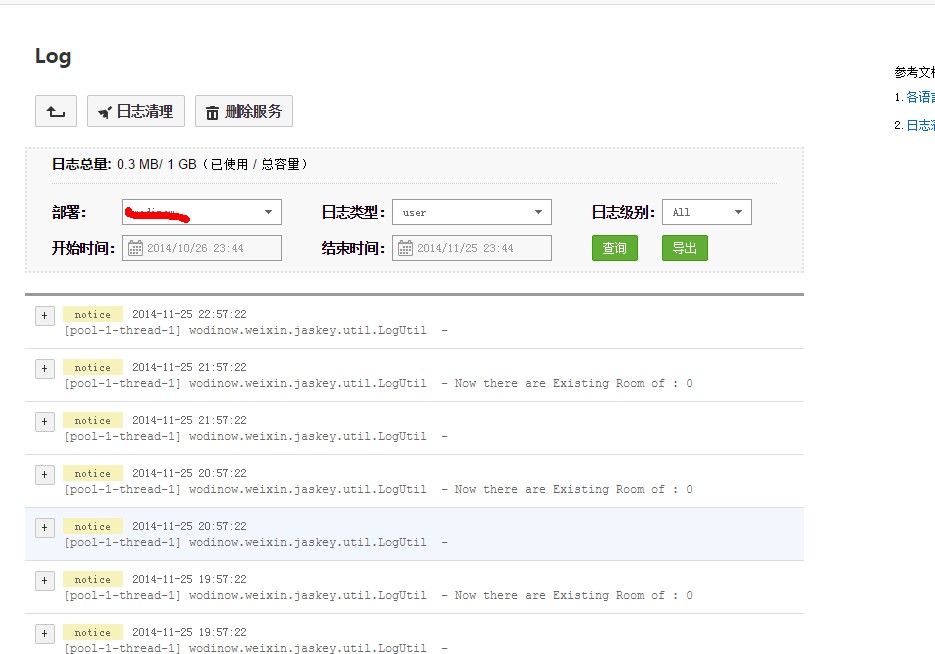 Log
参考文
1. 各语
2. 日志
日志清理 删除服务
日志总量: 0.3 MB/ 1 GB ( 已使用 / 总容量 )
部署: 日志类型: user 日志级别: All
开始时间: 2014/10/26 23:44 结束时间: 2014/11/25 23:44 查询 导出
+ notice 2014-11-25 22:57:22
[pool-1-thread-1] wodinow.weixin.jaskey.util.LogUtil -
+ notice 2014-11-25 21:57:22
[pool-1-thread-1] wodinow.weixin.jaskey.util.LogUtil - Now there are Existing Room of : 0
+ notice 2014-11-25 21:57:22
[pool-1-thread-1] wodinow.weixin.jaskey.util.LogUtil -
+ notice 2014-11-25 20:57:22
[pool-1-thread-1] wodinow.weixin.jaskey.util.LogUtil - Now there are Existing Room of : 0
+ notice 2014-11-25 20:57:22
[pool-1-thread-1] wodinow.weixin.jaskey.util.LogUtil -
+ notice 2014-11-25 19:57:22
[pool-1-thread-1] wodinow.weixin.jaskey.util.LogUtil - Now there are Existing Room of : 0
+ notice 2014-11-25 19:57:22
[pool-1-thread-1] wodinow.weixin.jaskey.util.LogUtil -